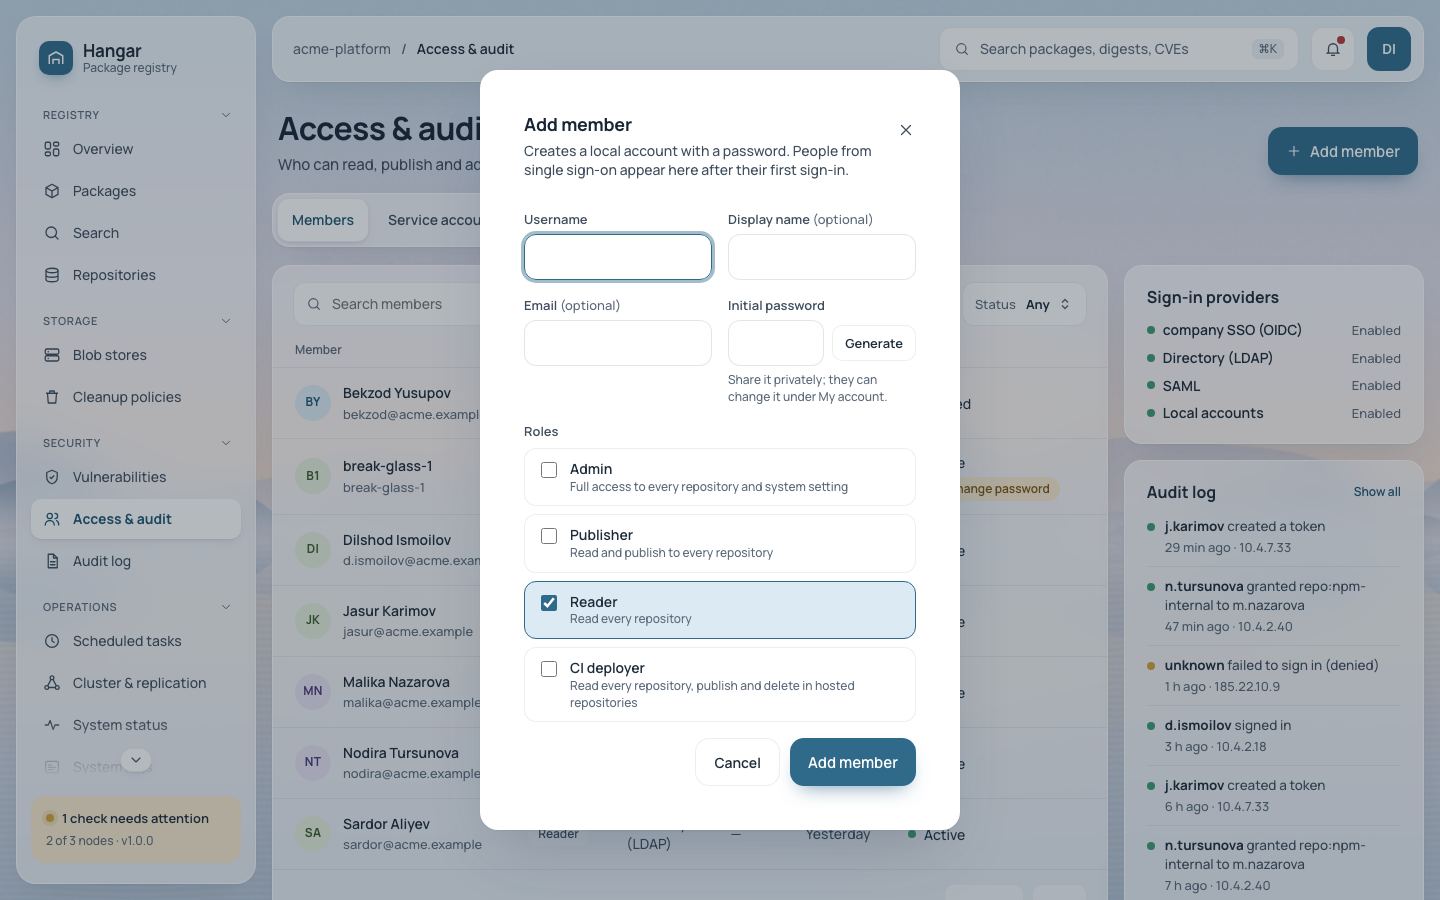 Hangar
Package registry
REGISTRY
Overview
Packages
Search
Repositories
STORAGE
Blob stores
Cleanup policies
SECURITY
Vulnerabilities
Access & audit
Audit log
OPERATIONS
Scheduled tasks
Cluster & replication
System status
1 check needs attention
2 of 3 nodes · v1.0.0
acme-platform / Access & audit
Search packages, digests, CVEs ⌘K
DI
Access & audi
Who can read, publish and ad
Add member
Members
Service accou
Search members
Status Any
Member
BY
Bekzod Yusupov
bekzod@acme.exampl
ed
B1
break-glass-1
break-glass-1
e
hange password
DI
Dilshod Ismoilov
d.ismoilov@acme.exam
e
JK
Jasur Karimov
jasur@acme.example
e
MN
Malika Nazarova
malika@acme.example
e
NT
Nodira Tursunova
nodira@acme.example
e
SA
Sardor Aliyev
sardor@acme.example
Reader
(LDAP)
—
Yesterday
Active
Add member
Creates a local account with a password. People from
single sign-on appear here after their first sign-in.
Username
Display name (optional)
Email (optional)
Initial password
Generate
Share it privately; they can
change it under My account.
Roles
Admin
Full access to every repository and system setting
Publisher
Read and publish to every repository
Reader
Read every repository
CI deployer
Read every repository, publish and delete in hosted
repositories
Cancel
Add member
Sign-in providers
company SSO (OIDC) Enabled
Directory (LDAP) Enabled
SAML Enabled
Local accounts Enabled
Audit log Show all
j.karimov created a token
29 min ago · 10.4.7.33
n.tursunova granted repo:npm-
internal to m.nazarova
47 min ago · 10.4.2.40
unknown failed to sign in (denied)
1 h ago · 185.22.10.9
d.ismoilov signed in
3 h ago · 10.4.2.18
j.karimov created a token
6 h ago · 10.4.7.33
n.tursunova granted repo:npm-
internal to m.nazarova
7 h ago · 10.4.2.40